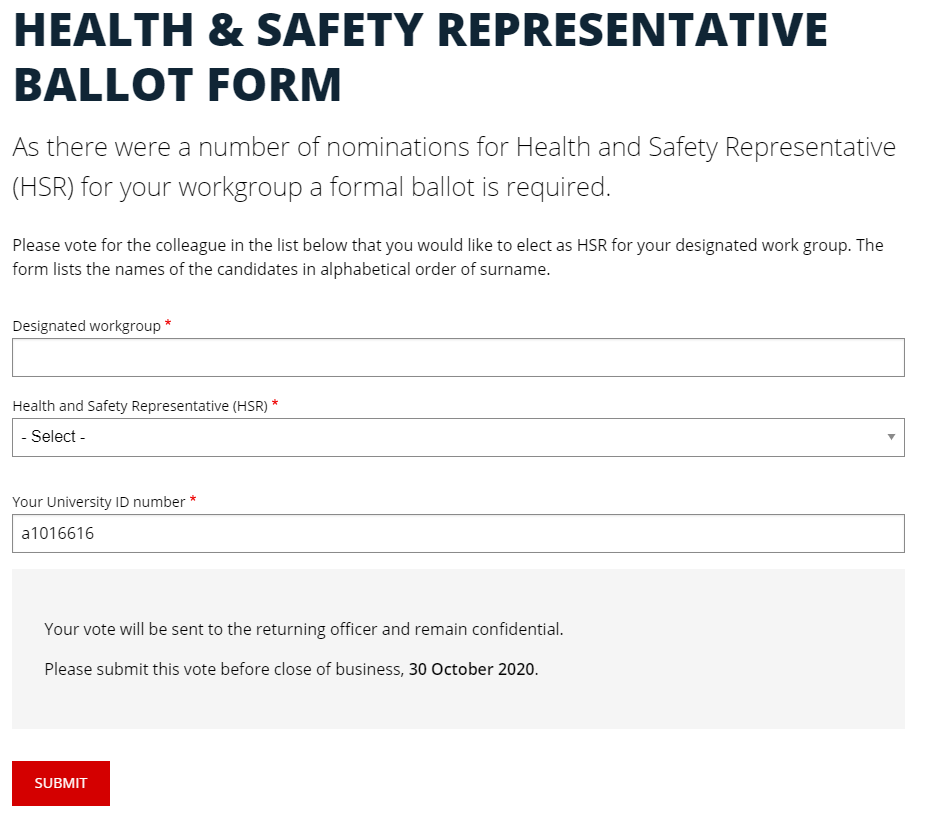 HEALTH & SAFETY REPRESENTATIVE
BALLOT FORM
As there were a number of nominations for Health and Safety Representative
(HSR) for your workgroup a formal ballot is required.
Please vote for the colleague in the list below that you would like to elect as HSR for your designated work group. The
form lists the names of the candidates in alphabetical order of surname.
Designated workgroup *
Health and Safety Representative (HSR) *
- Select -
Your University ID number *
a1016616
Your vote will be sent to the returning officer and remain confidential.
Please submit this vote before close of business, 30 October 2020.
SUBMIT